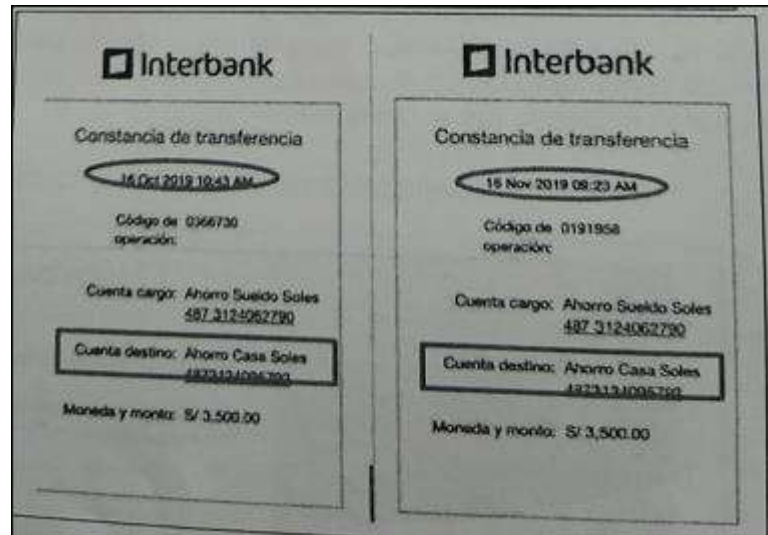 Interbank
Constancia de transferencia
16 Oct 2019 10:43 AM
Código de 0366730
operación:
Cuenta cargo: Ahorro Sueldo Soles
487 3124062790
Cuenta destino: Ahorro Casa Soles
Moneda y monto: S/ 3,500.00
Interbank
Constancia de transferencia
16 Nov 2019 09:23 AM
Código de 0191958
operación:
Cuenta cargo: Ahorro Sueldo Soles
487 3124062790
Cuenta destino: Ahorro Casa Soles
Moneda y monto: S/ 3,500.00